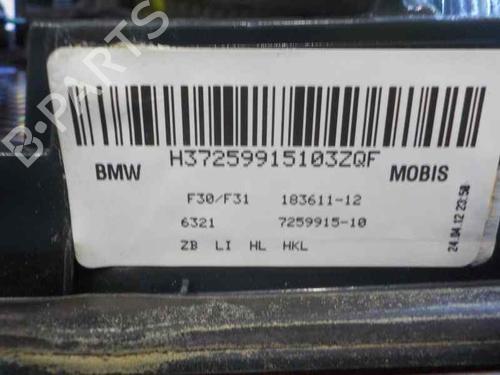 B-PARTS
H37259915103ZQF
BMW MOBIS
F30/F31 183611-12
6321 7259915-10
ZB LI HL HKL
24.04.12 23:50